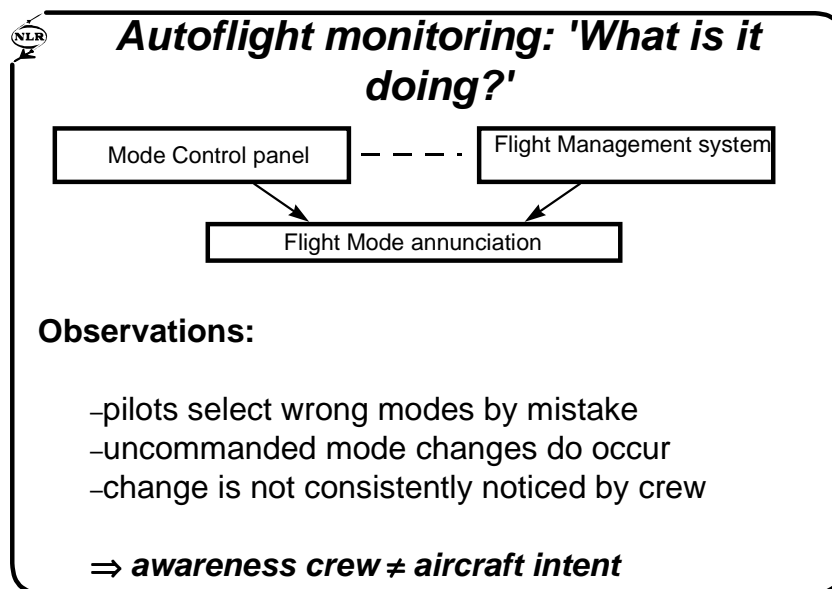 NLR
Autoflight monitoring: 'What is it
doing?'
Mode Control panel
Flight Management system
Flight Mode annunciation
Observations:
–pilots select wrong modes by mistake
–uncommanded mode changes do occur
–change is not consistently noticed by crew
⇒ awareness crew ≠ aircraft intent